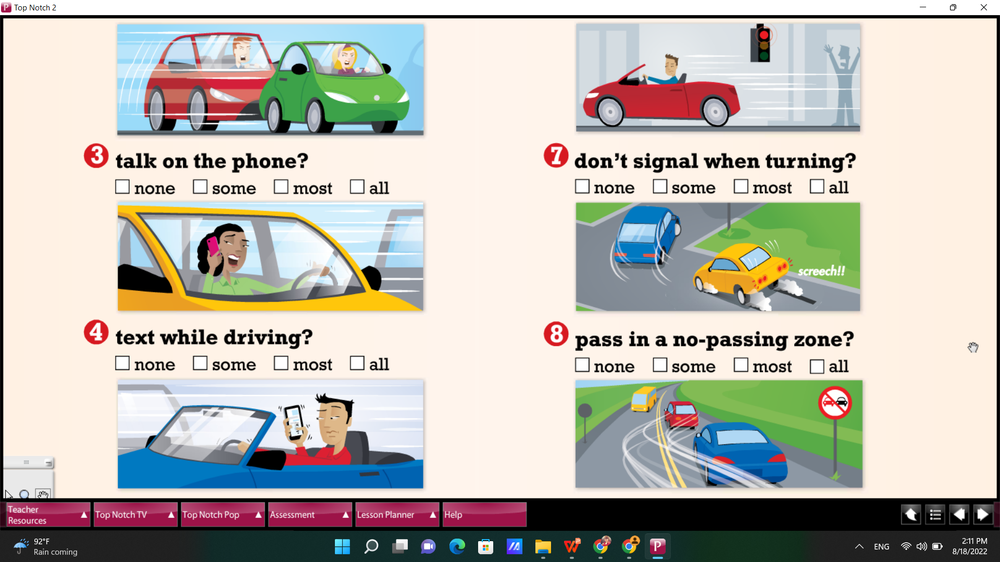 Top Notch 2
3 talk on the phone?
none some most all
4 text while driving?
none some most all
7 don't signal when turning?
none some most all
screech!!
8 pass in a no-passing zone?
none some most all
Teacher
Resources
Top Notch TV
Top Notch Pop
Assessment
Lesson Planner
Help
92°F
Rain coming
ENG
2:11 PM
8/18/2022